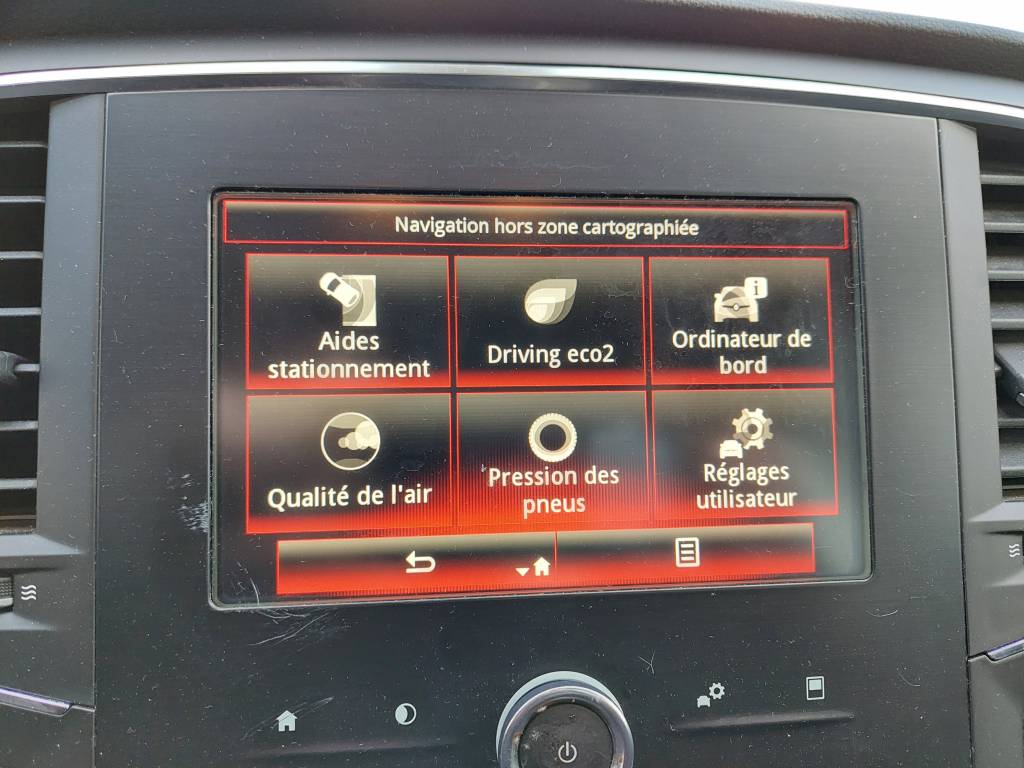 Navigation hors zone cartographiée
Aides
stationnement
Driving eco2
Ordinateur de
bord
Qualité de l'air
Pression des
pneus
Réglages
utilisateur